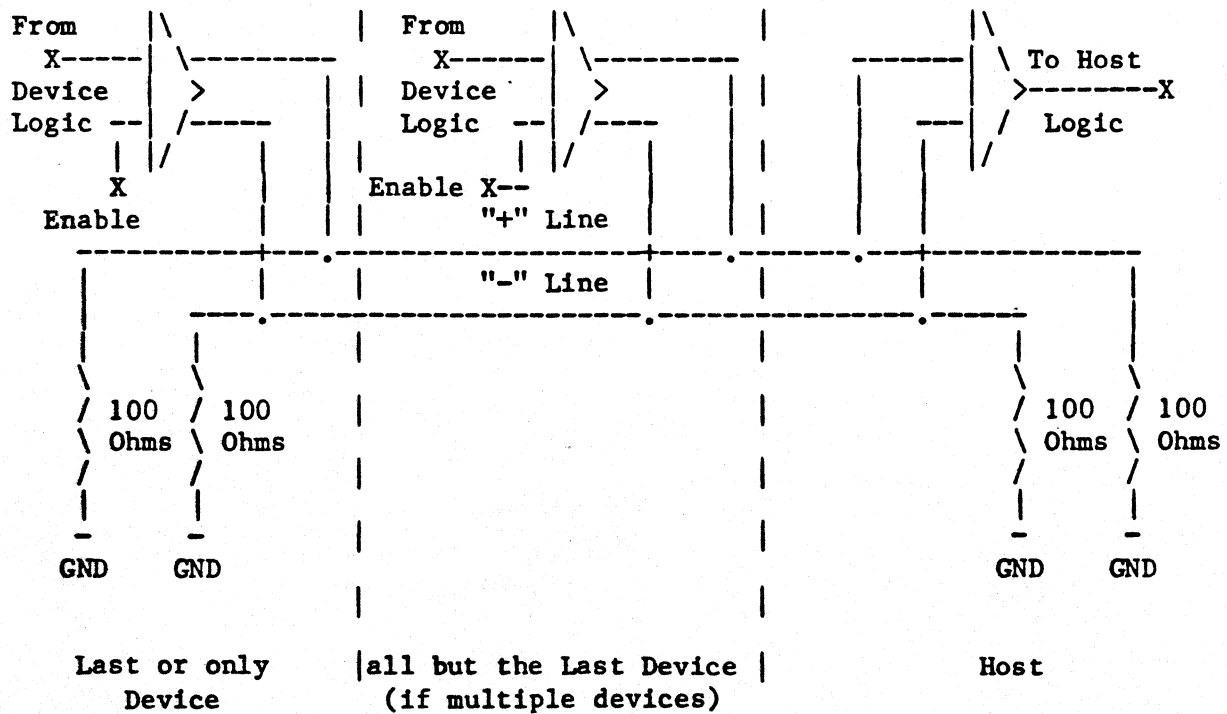 From
X
Device
Logic
X
Enable
From
X
Device
Logic
Enable X
"+" Line
"-" Line
To Host
X
Logic
100
Ohms
100
Ohms
100
Ohms
100
Ohms
GND
GND
GND
GND
Last or only
Device
all but the Last Device
(if multiple devices)
Host